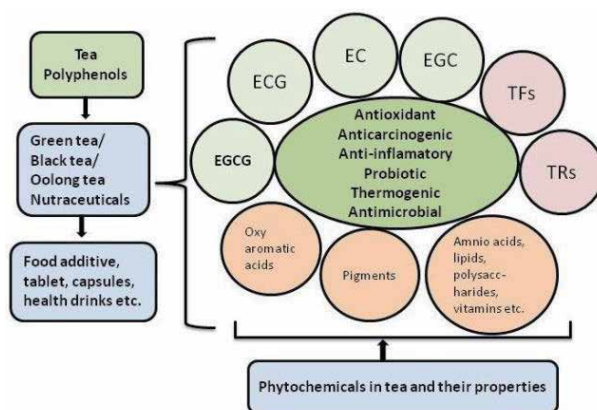 Tea
Polyphenols
Green tea/
Black tea/
Oolong tea
Nutraceuticals
Food additive,
tablet, capsules,
health drinks etc.
EGCG
ECG
EC
EGC
TFs
TRs
Antioxidant
Anticarcinogenic
Anti-inflamatory
Probiotic
Thermogenic
Antimicrobial
Oxy
aromatic
acids
Pigments
Amnio acids,
lipids,
polysacc-
harides,
vitamins etc.
Phytochemicals in tea and their properties